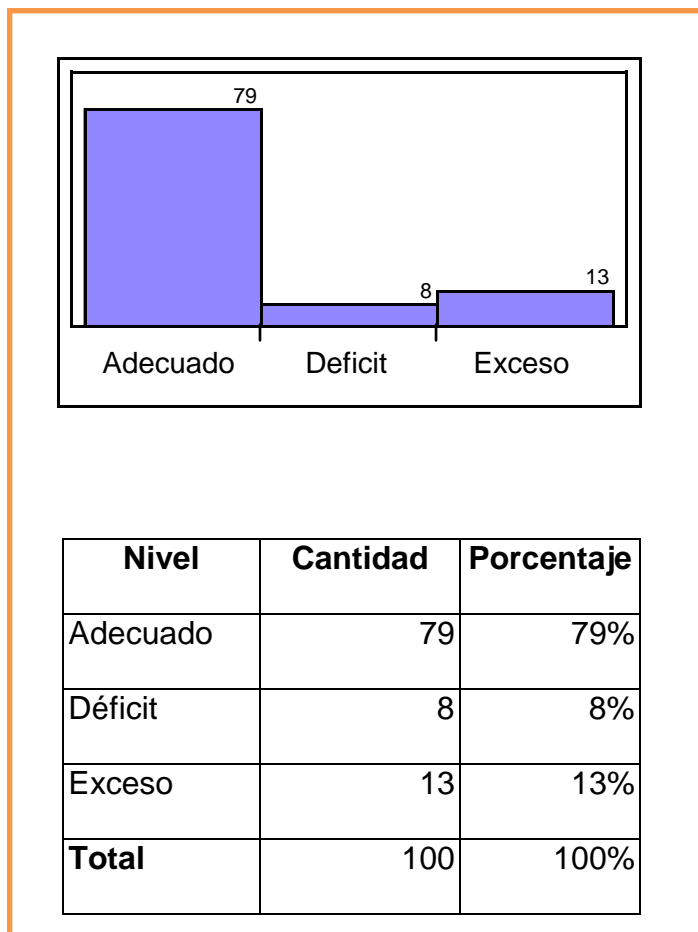 79
8
13
Adecuado Deficit Exceso
Nivel Cantidad Porcentaje
Adecuado 79 79%
Déficit 8 8%
Exceso 13 13%
Total 100 100%